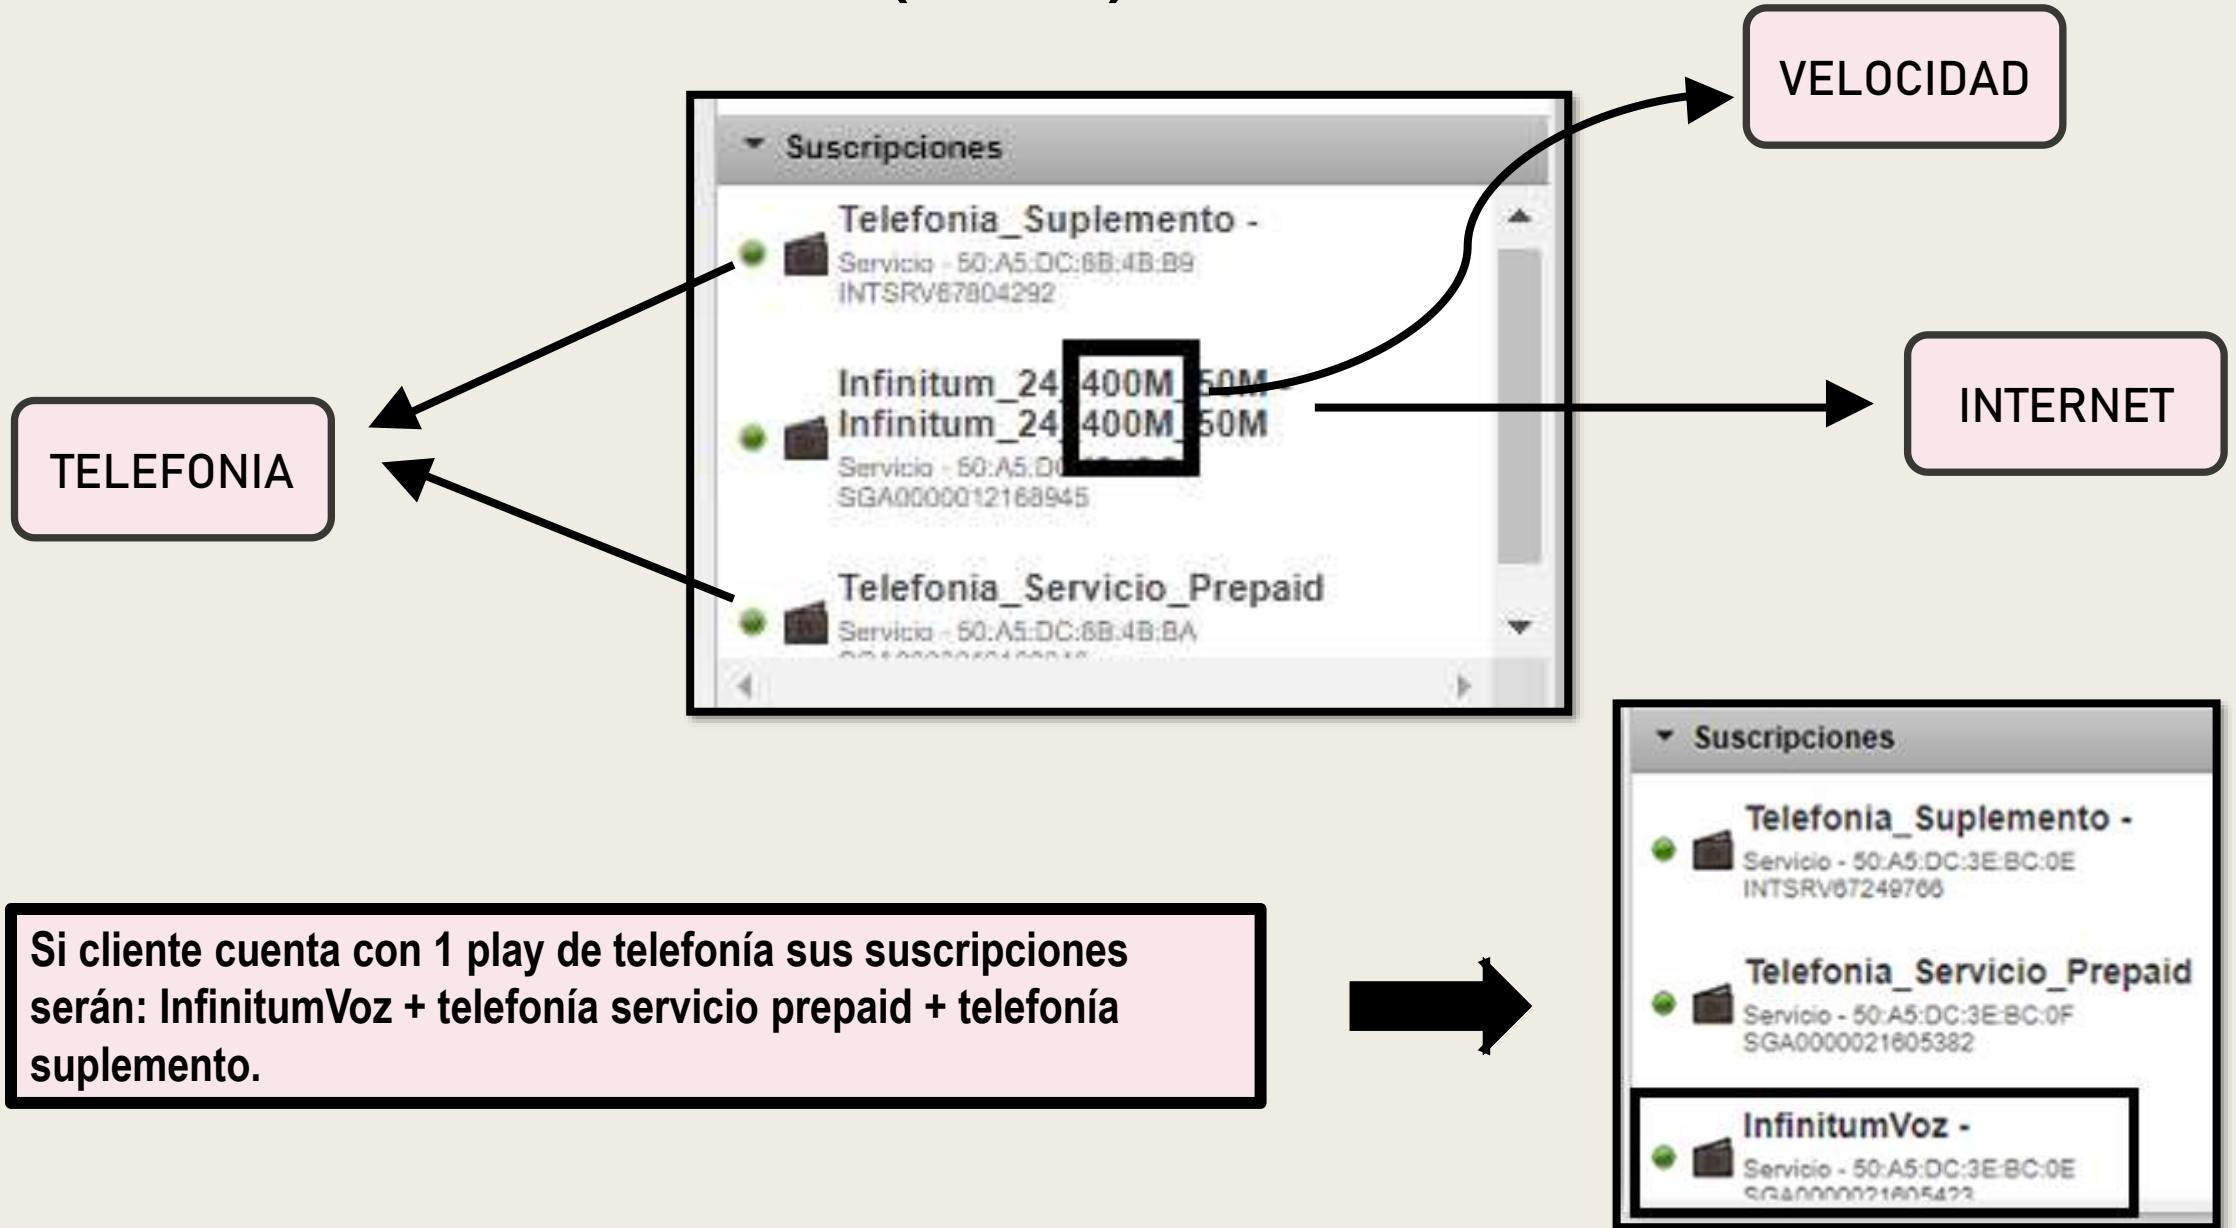 VELOCIDAD
Suscripciones
Telefonia_Suplemento -
Servicio - 50:A5:DC:6B:4B:B9
INTSRV67804292
Infinitum_24_400M_50M -
Infinitum_24_400M_50M
Servicio - 50:A5:
SGA0000012168945
Telefonia_Servicio_Prepaid
Servicio - 50:A5:DC:6B:4B:BA
TELEFONIA
INTERNET
Si cliente cuenta con 1 play de telefonía sus suscripciones
serán: InfinitumVoz + telefonía servicio prepaid + telefonía
suplemento.
Suscripciones
Telefonia_Suplemento -
Servicio - 50:A5:DC:3E:BC:0E
INTSRV67249766
Telefonia_Servicio_Prepaid
Servicio - 50:A5:DC:3E:BC:0F
SGA0000021605382
InfinitumVoz -
Servicio - 50:A5:DC:3E:BC:0E
SGA0000021605423